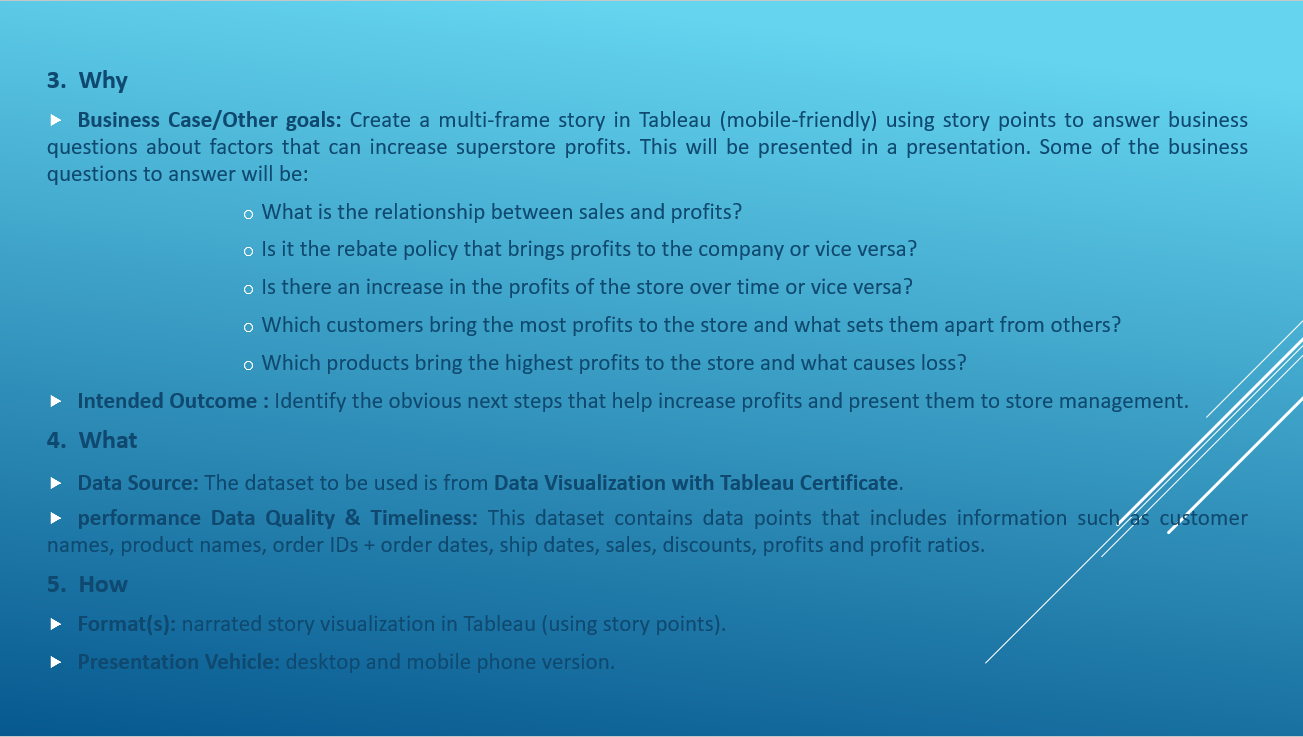 3. Why
Business Case/Other goals: Create a multi-frame story in Tableau (mobile-friendly) using story points to answer business
questions about factors that can increase superstore profits. This will be presented in a presentation. Some of the business
questions to answer will be:
What is the relationship between sales and profits?
Is it the rebate policy that brings profits to the company or vice versa?
Is there an increase in the profits of the store over time or vice versa?
Which customers bring the most profits to the store and what sets them apart from others?
Which products bring the highest profits to the store and what causes loss?
Intended Outcome : Identify the obvious next steps that help increase profits and present them to store management.
4. What
Data Source: The dataset to be used is from Data Visualization with Tableau Certificate.
performance Data Quality & Timeliness: This dataset contains data points that includes information such as customer
names, product names, order IDs + order dates, ship dates, sales, discounts, profits and profit ratios.
5. How
Format(s): narrated story visualization in Tableau (using story points).
Presentation Vehicle: desktop and mobile phone version.